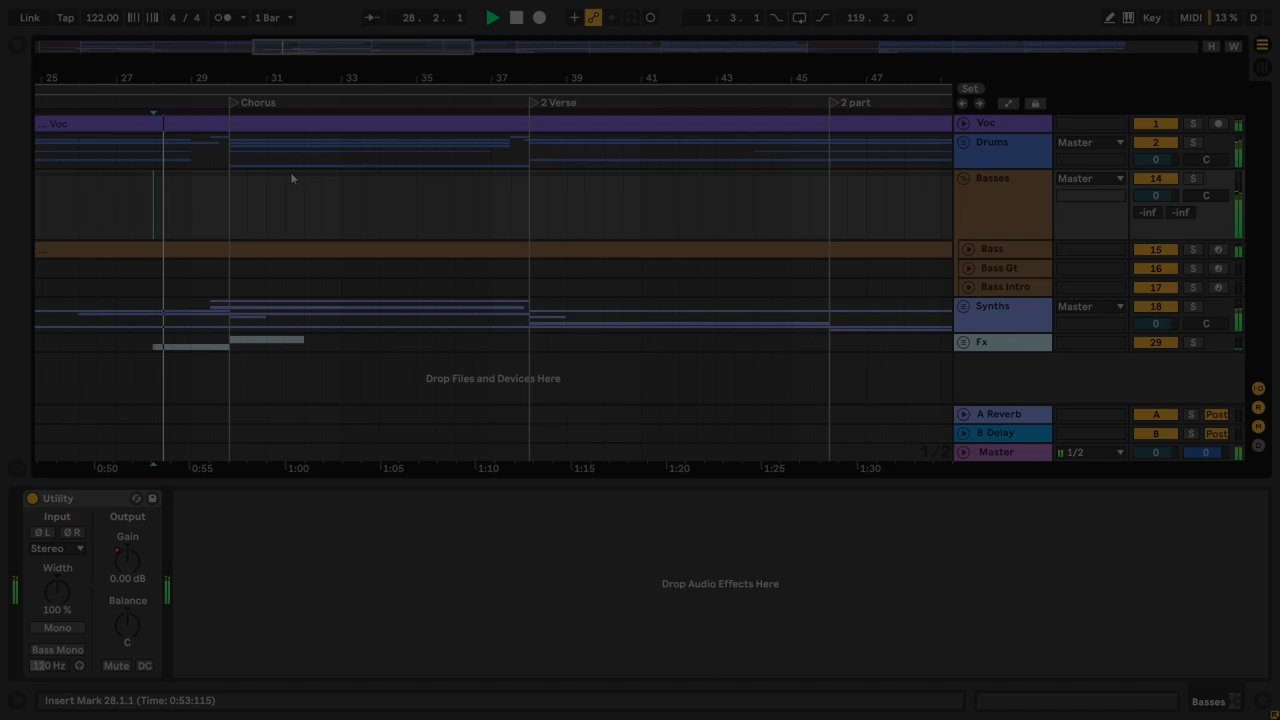 Link Tap 122.00 4 / 4 1 Bar 28. 2. 1 1. 3. 1 119. 2. 0 Key MIDI 13 % D
H W
25 27 29 31 33 35 37 39 41 43 45 47
Set
Chorus 2 Verse 2 part
... Voc Voc 1 S
Drums Master 2 S
0 C
Basses Master 14 S
0 C
-inf -inf
... Bass 15 S
Bass Gt 16 S
Bass Intro 17 S
Synths Master 18 S
0 C
Fx 29 S
Drop Files and Devices Here
A Reverb A S Post
B Delay B S Post
1/2 Master 1/2 0 0
0:50 0:55 1:00 1:05 1:10 1:15 1:20 1:25 1:30
I·O
R
M
D
Utility
Input Output
Ø L Ø R Gain
Stereo
Width 0.00 dB
Balance
100 %
Mono C
Bass Mono
120 Hz Mute DC
Drop Audio Effects Here
Insert Mark 28.1.1 (Time: 0:53:115) Basses